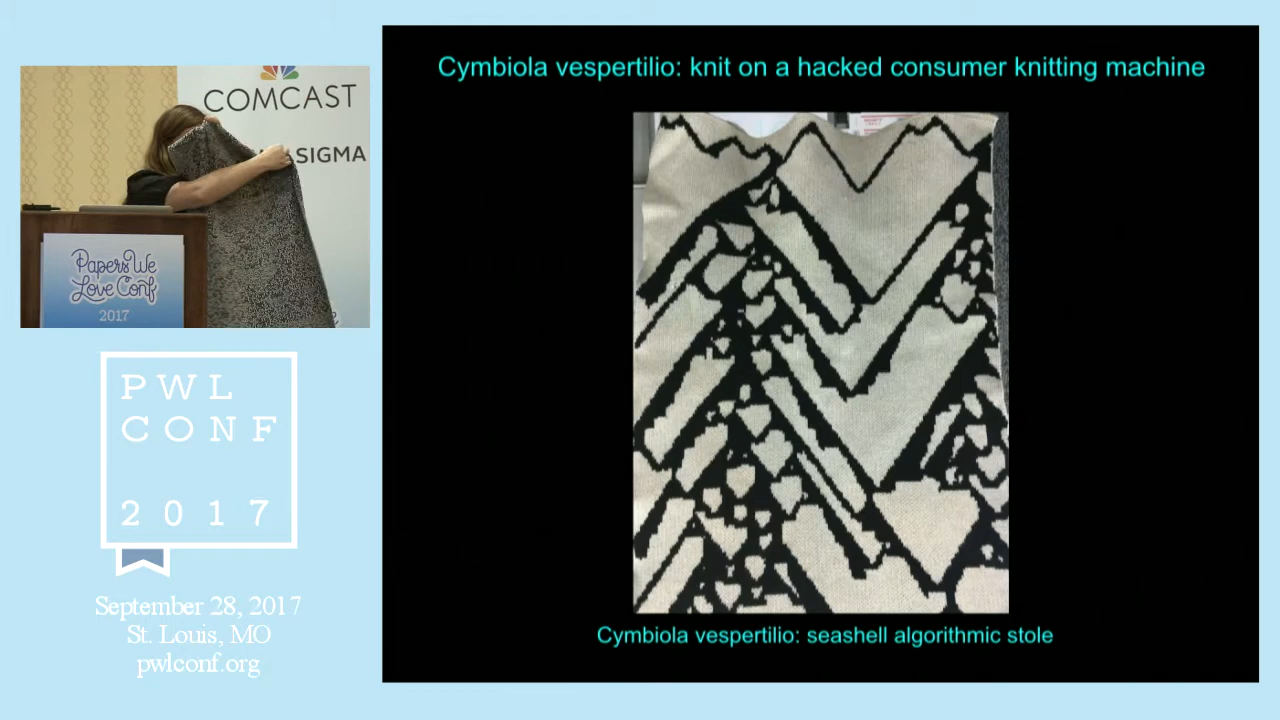 COMCAST
SIGMA
Papers We
Love Conf
2017
PWL
CONF
2017
September 28, 2017
St. Louis, MO
pwlconf.org
Cymbiola vespertilio: knit on a hacked consumer knitting machine
Cymbiola vespertilio: seashell algorithmic stole